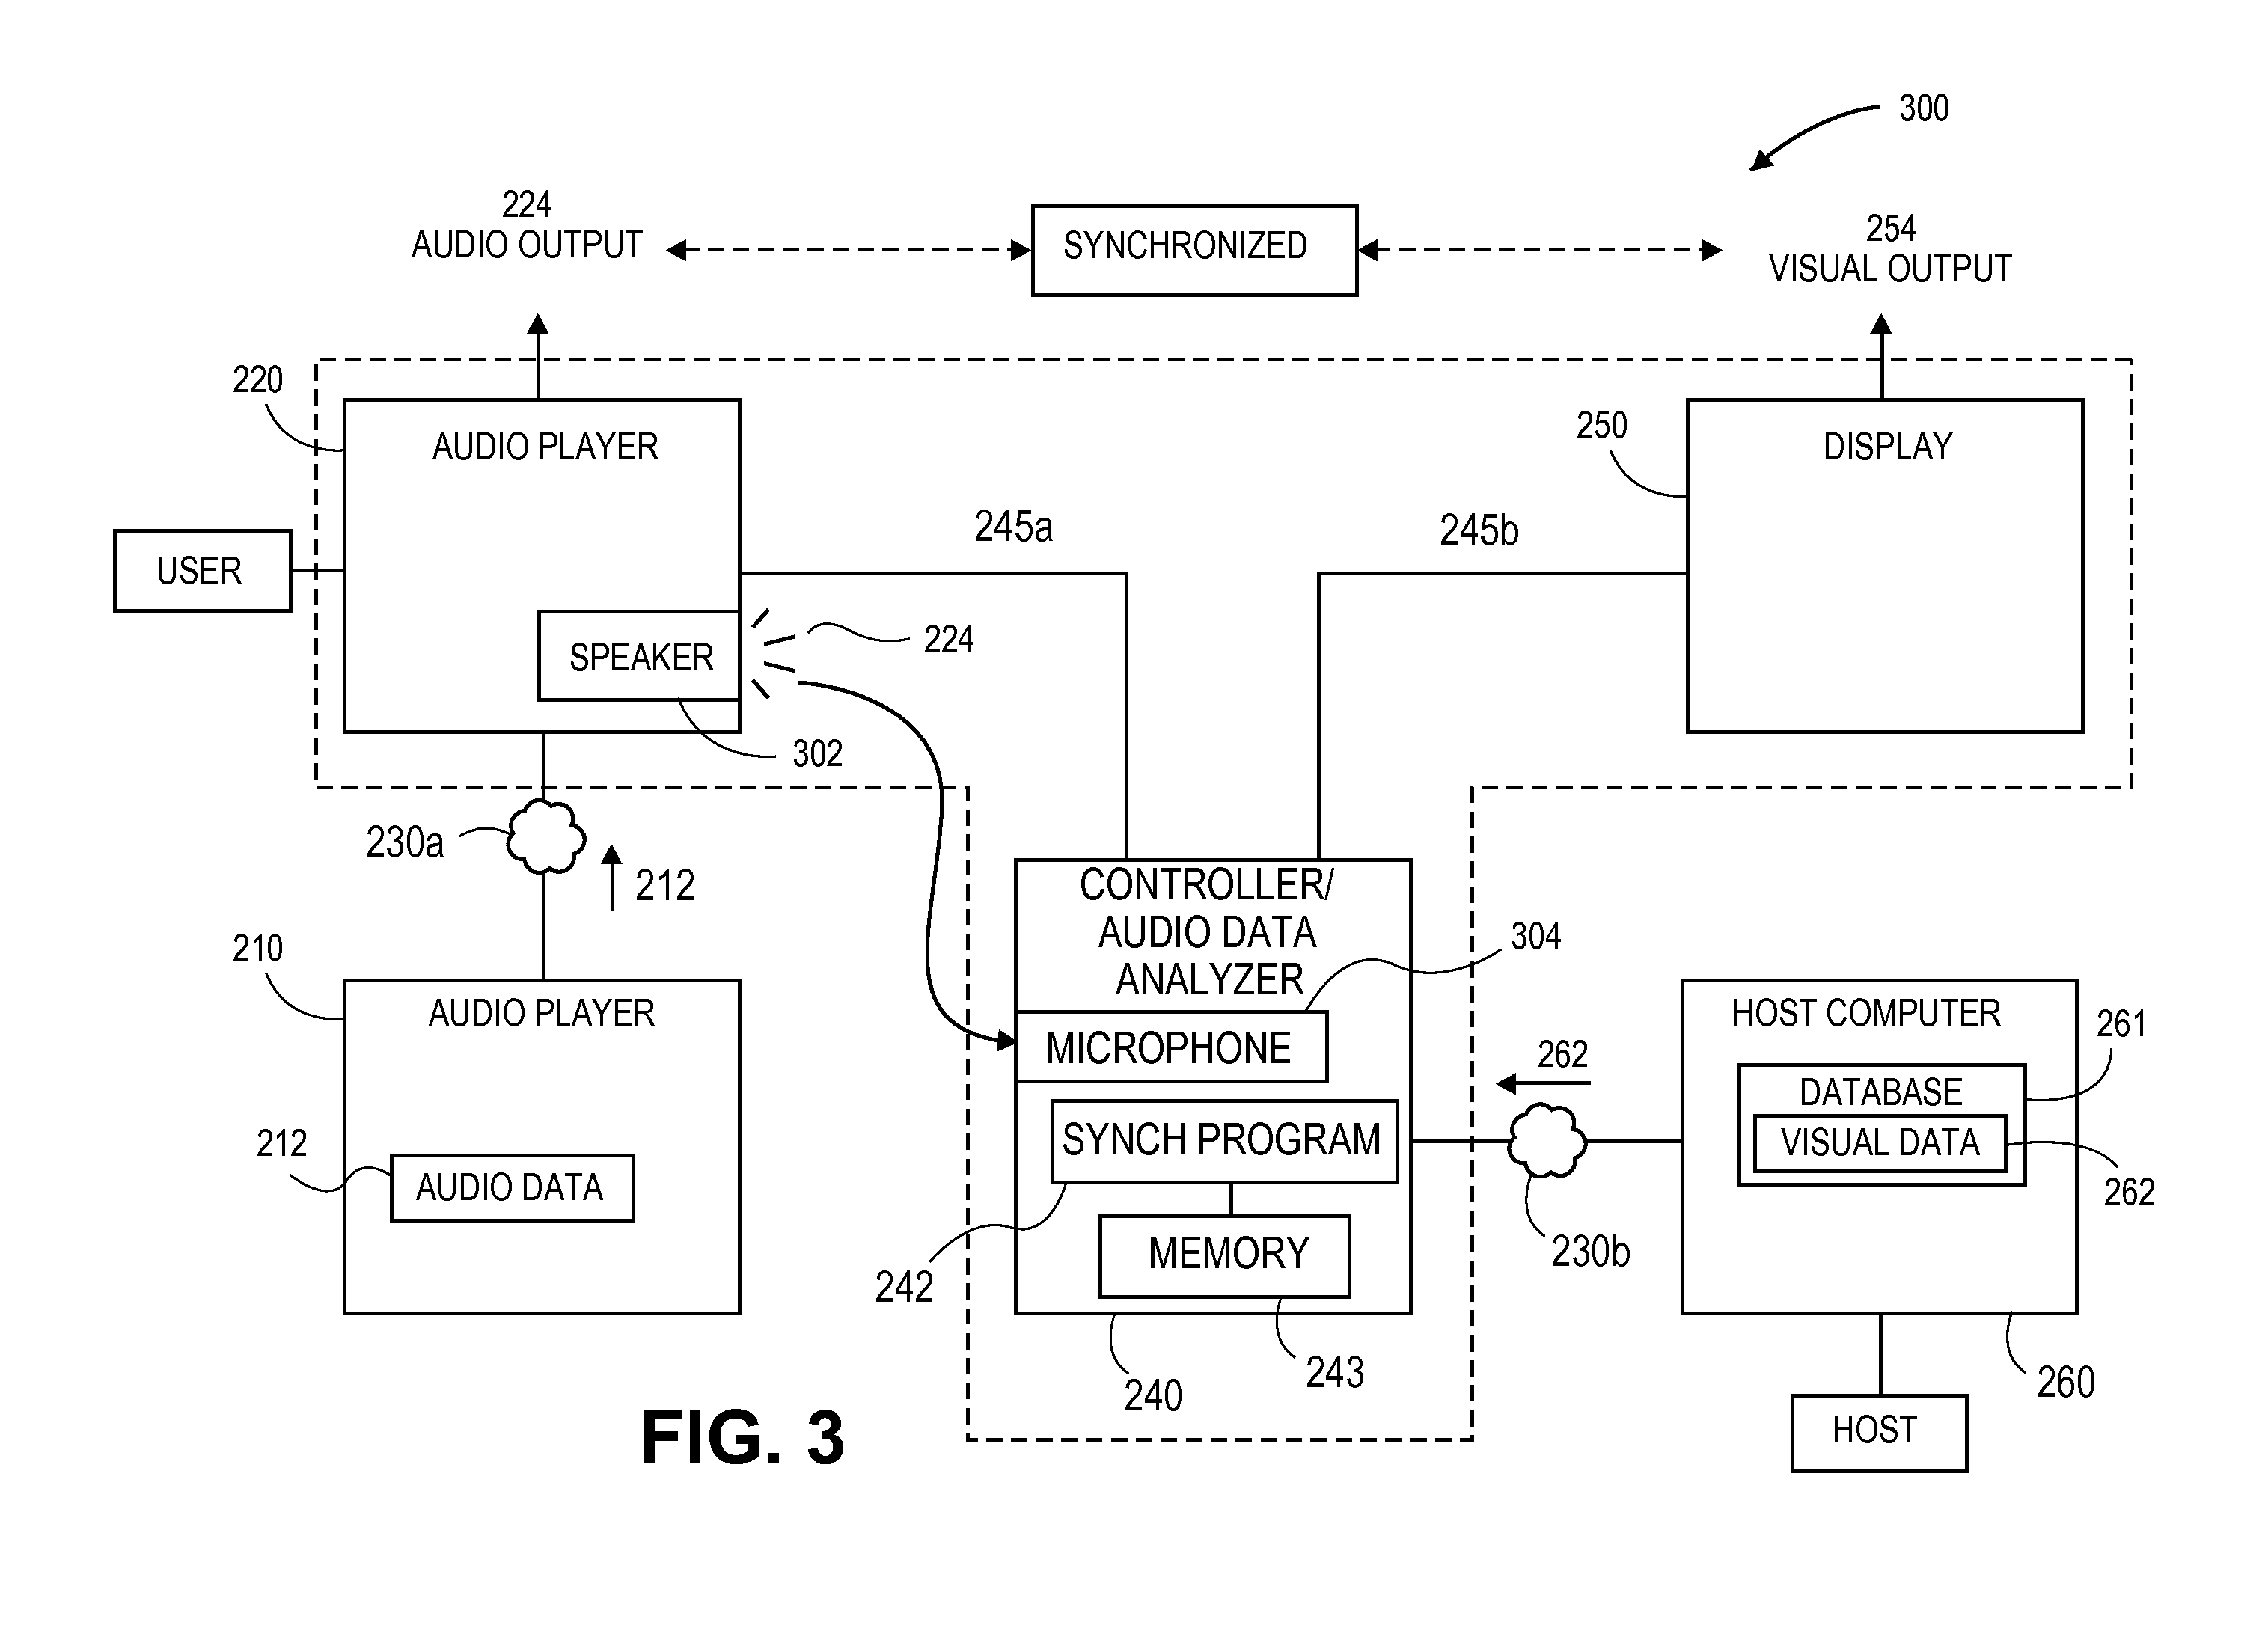 300
224
AUDIO OUTPUT
SYNCHRONIZED
254
VISUAL OUTPUT
220
AUDIO PLAYER
250
DISPLAY
USER
245a
245b
SPEAKER
224
302
230a
212
CONTROLLER/
AUDIO DATA
ANALYZER
304
210
AUDIO PLAYER
MICROPHONE
262
HOST COMPUTER
261
DATABASE
VISUAL DATA
262
212
AUDIO DATA
SYNCH PROGRAM
230b
242
MEMORY
240
243
260
HOST
FIG. 3